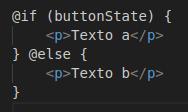 @if (buttonState) {
<p>Texto a</p>
} @else {
<p>Texto b</p>
}